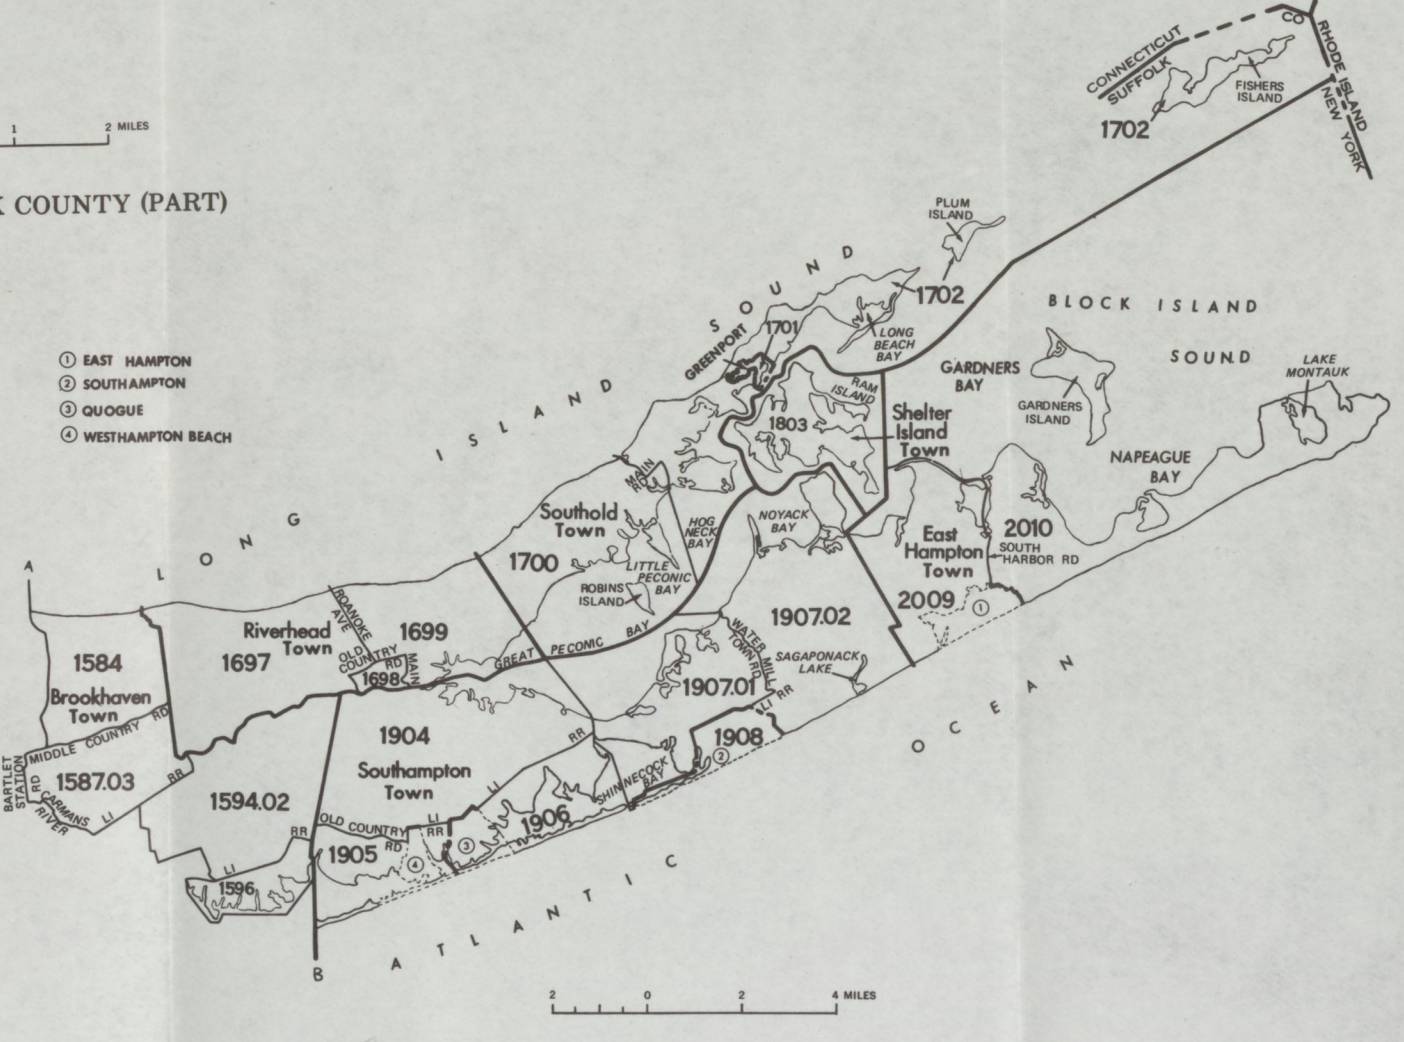 CONNECTICUT
SUFFOLK
CO
RHODE ISLAND
NEW YORK
FISHERS
ISLAND
1702
1
2 MILES
COUNTY (PART)
PLUM
ISLAND
1702
LONG ISLAND SOUND
BLOCK ISLAND
SOUND
1 EAST HAMPTON
2 SOUTHAMPTON
3 QUOGUE
4 WESTHAMPTON BEACH
GREENPORT
1701
LONG
BEACH
BAY
GARDNERS
BAY
GARDNERS
ISLAND
LAKE
MONTAUK
RAM
ISLAND
1803
Shelter
Island
Town
NAPEAGUE
BAY
MAIN
RD
Southold
Town
1700
HOG
NECK
BAY
NOYACK
BAY
LITTLE
PECONIC
BAY
ROBINS
ISLAND
East
Hampton
Town
2010
SOUTH
HARBOR RD
2009
1
A
1584
Brookhaven
Town
Riverhead
Town
1697
ROANOKE
AVE
1699
OLD
COUNTRY
RD
MAIN
1698
GREAT PECONIC BAY
1907.02
WATER MILL
TOWN RD
SAGAPONACK
LAKE
1907.01
LI RR
1908
2
MIDDLE COUNTRY RD
BARTLET
STATION
RD
1587.03
CARMANS
RIVER
LI RR
1904
Southampton
Town
LI RR
SHINNECOCK
BAY
1594.02
LI RR
OLD COUNTRY
RD
LI
RR
1905
4
3
1906
1596
B
ATLANTIC OCEAN
2 0 2 4 MILES